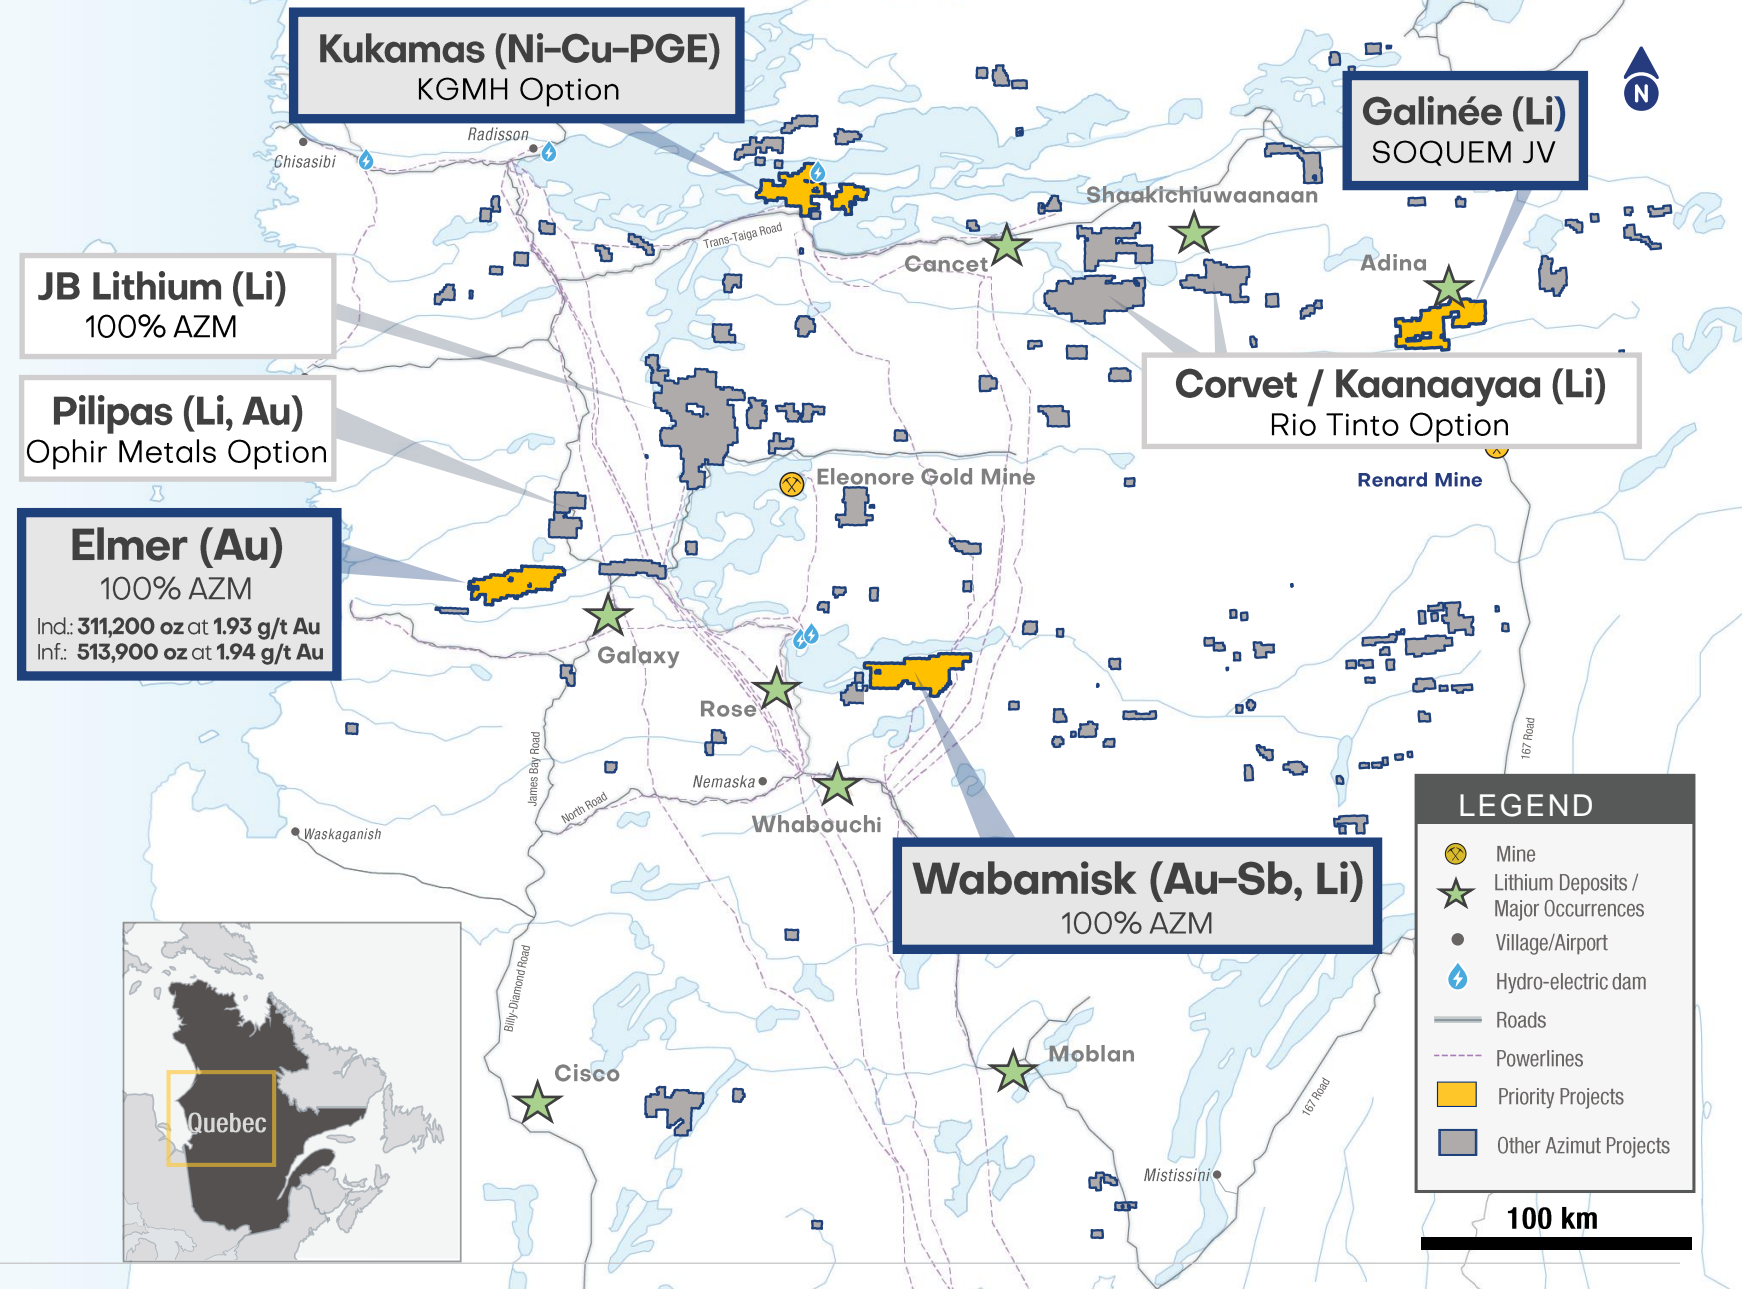 Kukamas (Ni–Cu–PGE)
KGMH Option
Galinée (Li)
SOQUEM JV
N
Radisson
Chisasibi
Shaakichiuwaanaan
Trans-Taiga Road
Cancet
Adina
JB Lithium (Li)
100% AZM
Corvet / Kaanaayaa (Li)
Rio Tinto Option
Pilipas (Li, Au)
Ophir Metals Option
Eleonore Gold Mine
Renard Mine
Elmer (Au)
100% AZM
Ind.: 311,200 oz at 1.93 g/t Au
Inf.: 513,900 oz at 1.94 g/t Au
Galaxy
Rose
167 Road
James Bay Road
Nemaska
North Road
Whabouchi
Waskaganish
Wabamisk (Au–Sb, Li)
100% AZM
LEGEND
Mine
Lithium Deposits /
Major Occurrences
Village/Airport
Hydro-electric dam
Roads
Powerlines
Priority Projects
Other Azimut Projects
100 km
Billy-Diamond Road
Cisco
Moblan
167 Road
Mistissini
Quebec